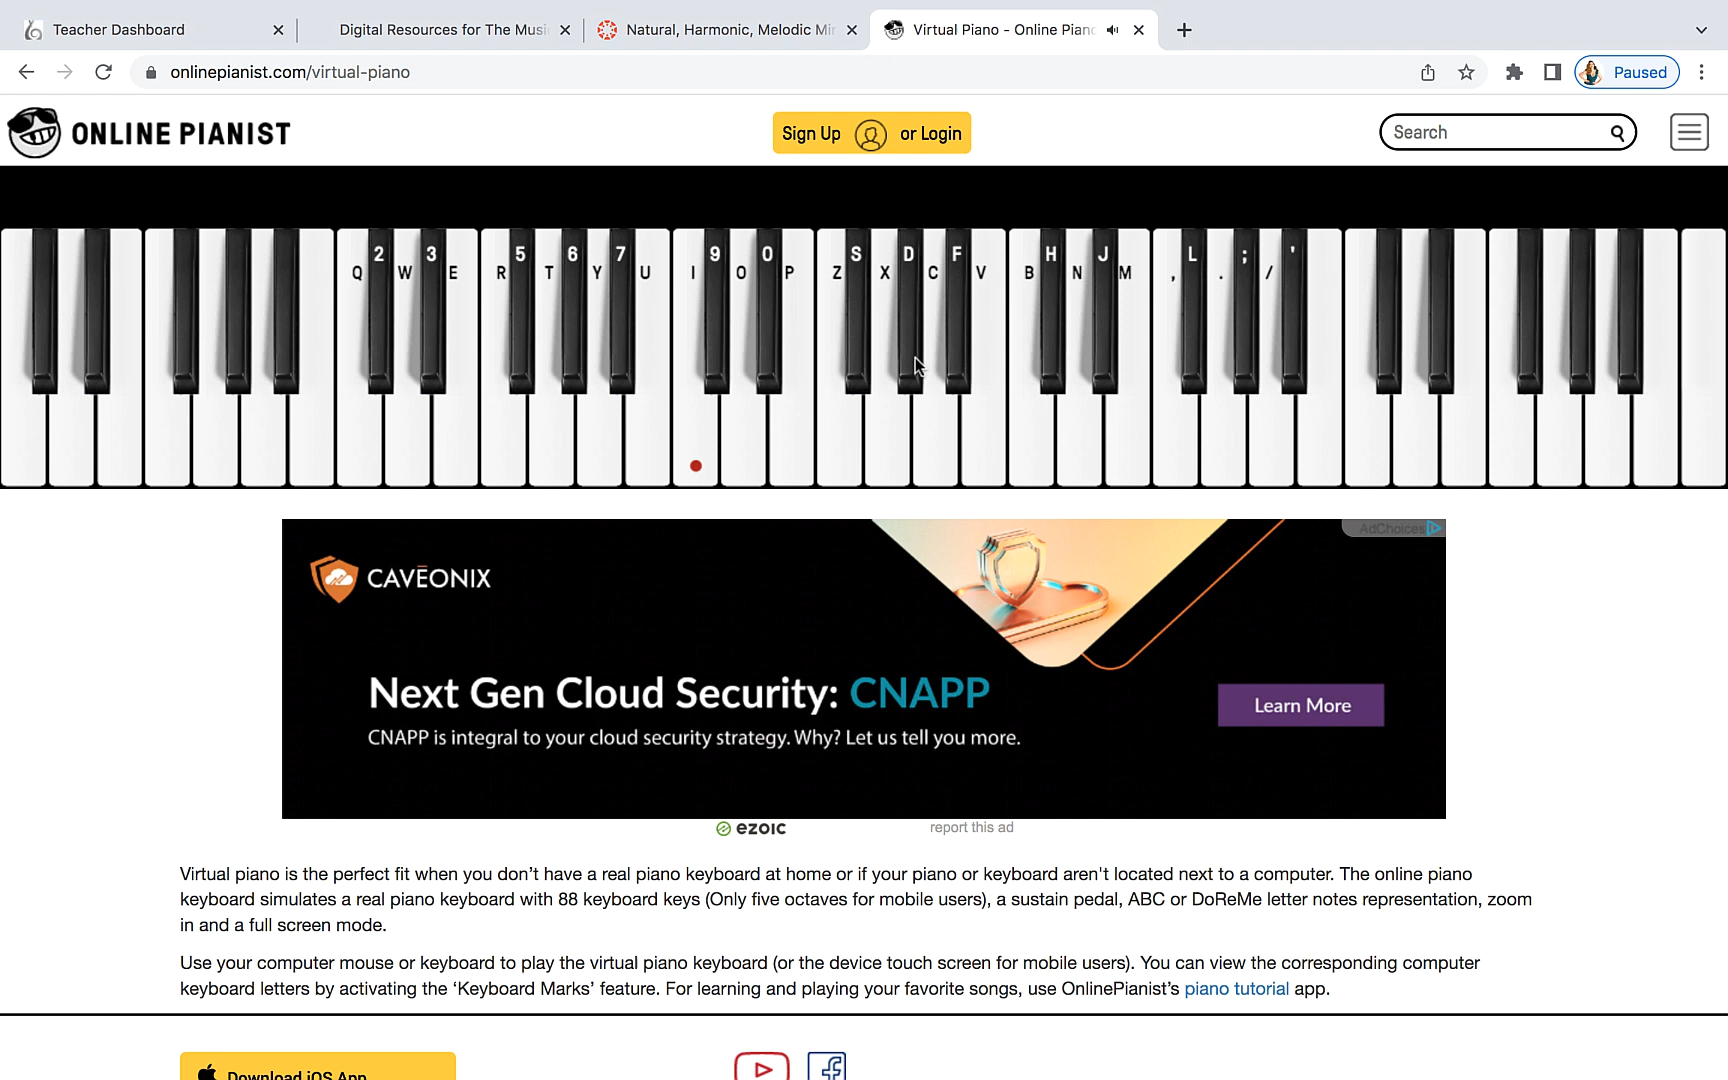 Teacher Dashboard
Digital Resources for The Musi
Natural, Harmonic, Melodic Mi
Virtual Piano - Online Piano
onlinepianist.com/virtual-piano
Paused
ONLINE PIANIST
Sign Up or Login
Search
2 3 5 6 7 9 0 S D F H J L ; '
Q W E R T Y U I O P Z X C V B N M , . /
AdChoices
CAVĒONIX
Next Gen Cloud Security: CNAPP
CNAPP is integral to your cloud security strategy. Why? Let us tell you more.
Learn More
ezoic
report this ad
Virtual piano is the perfect fit when you don’t have a real piano keyboard at home or if your piano or keyboard aren't located next to a computer. The online piano
keyboard simulates a real piano keyboard with 88 keyboard keys (Only five octaves for mobile users), a sustain pedal, ABC or DoReMe letter notes representation, zoom
in and a full screen mode.
Use your computer mouse or keyboard to play the virtual piano keyboard (or the device touch screen for mobile users). You can view the corresponding computer
keyboard letters by activating the ‘Keyboard Marks’ feature. For learning and playing your favorite songs, use OnlinePianist’s piano tutorial app.
Download iOS App